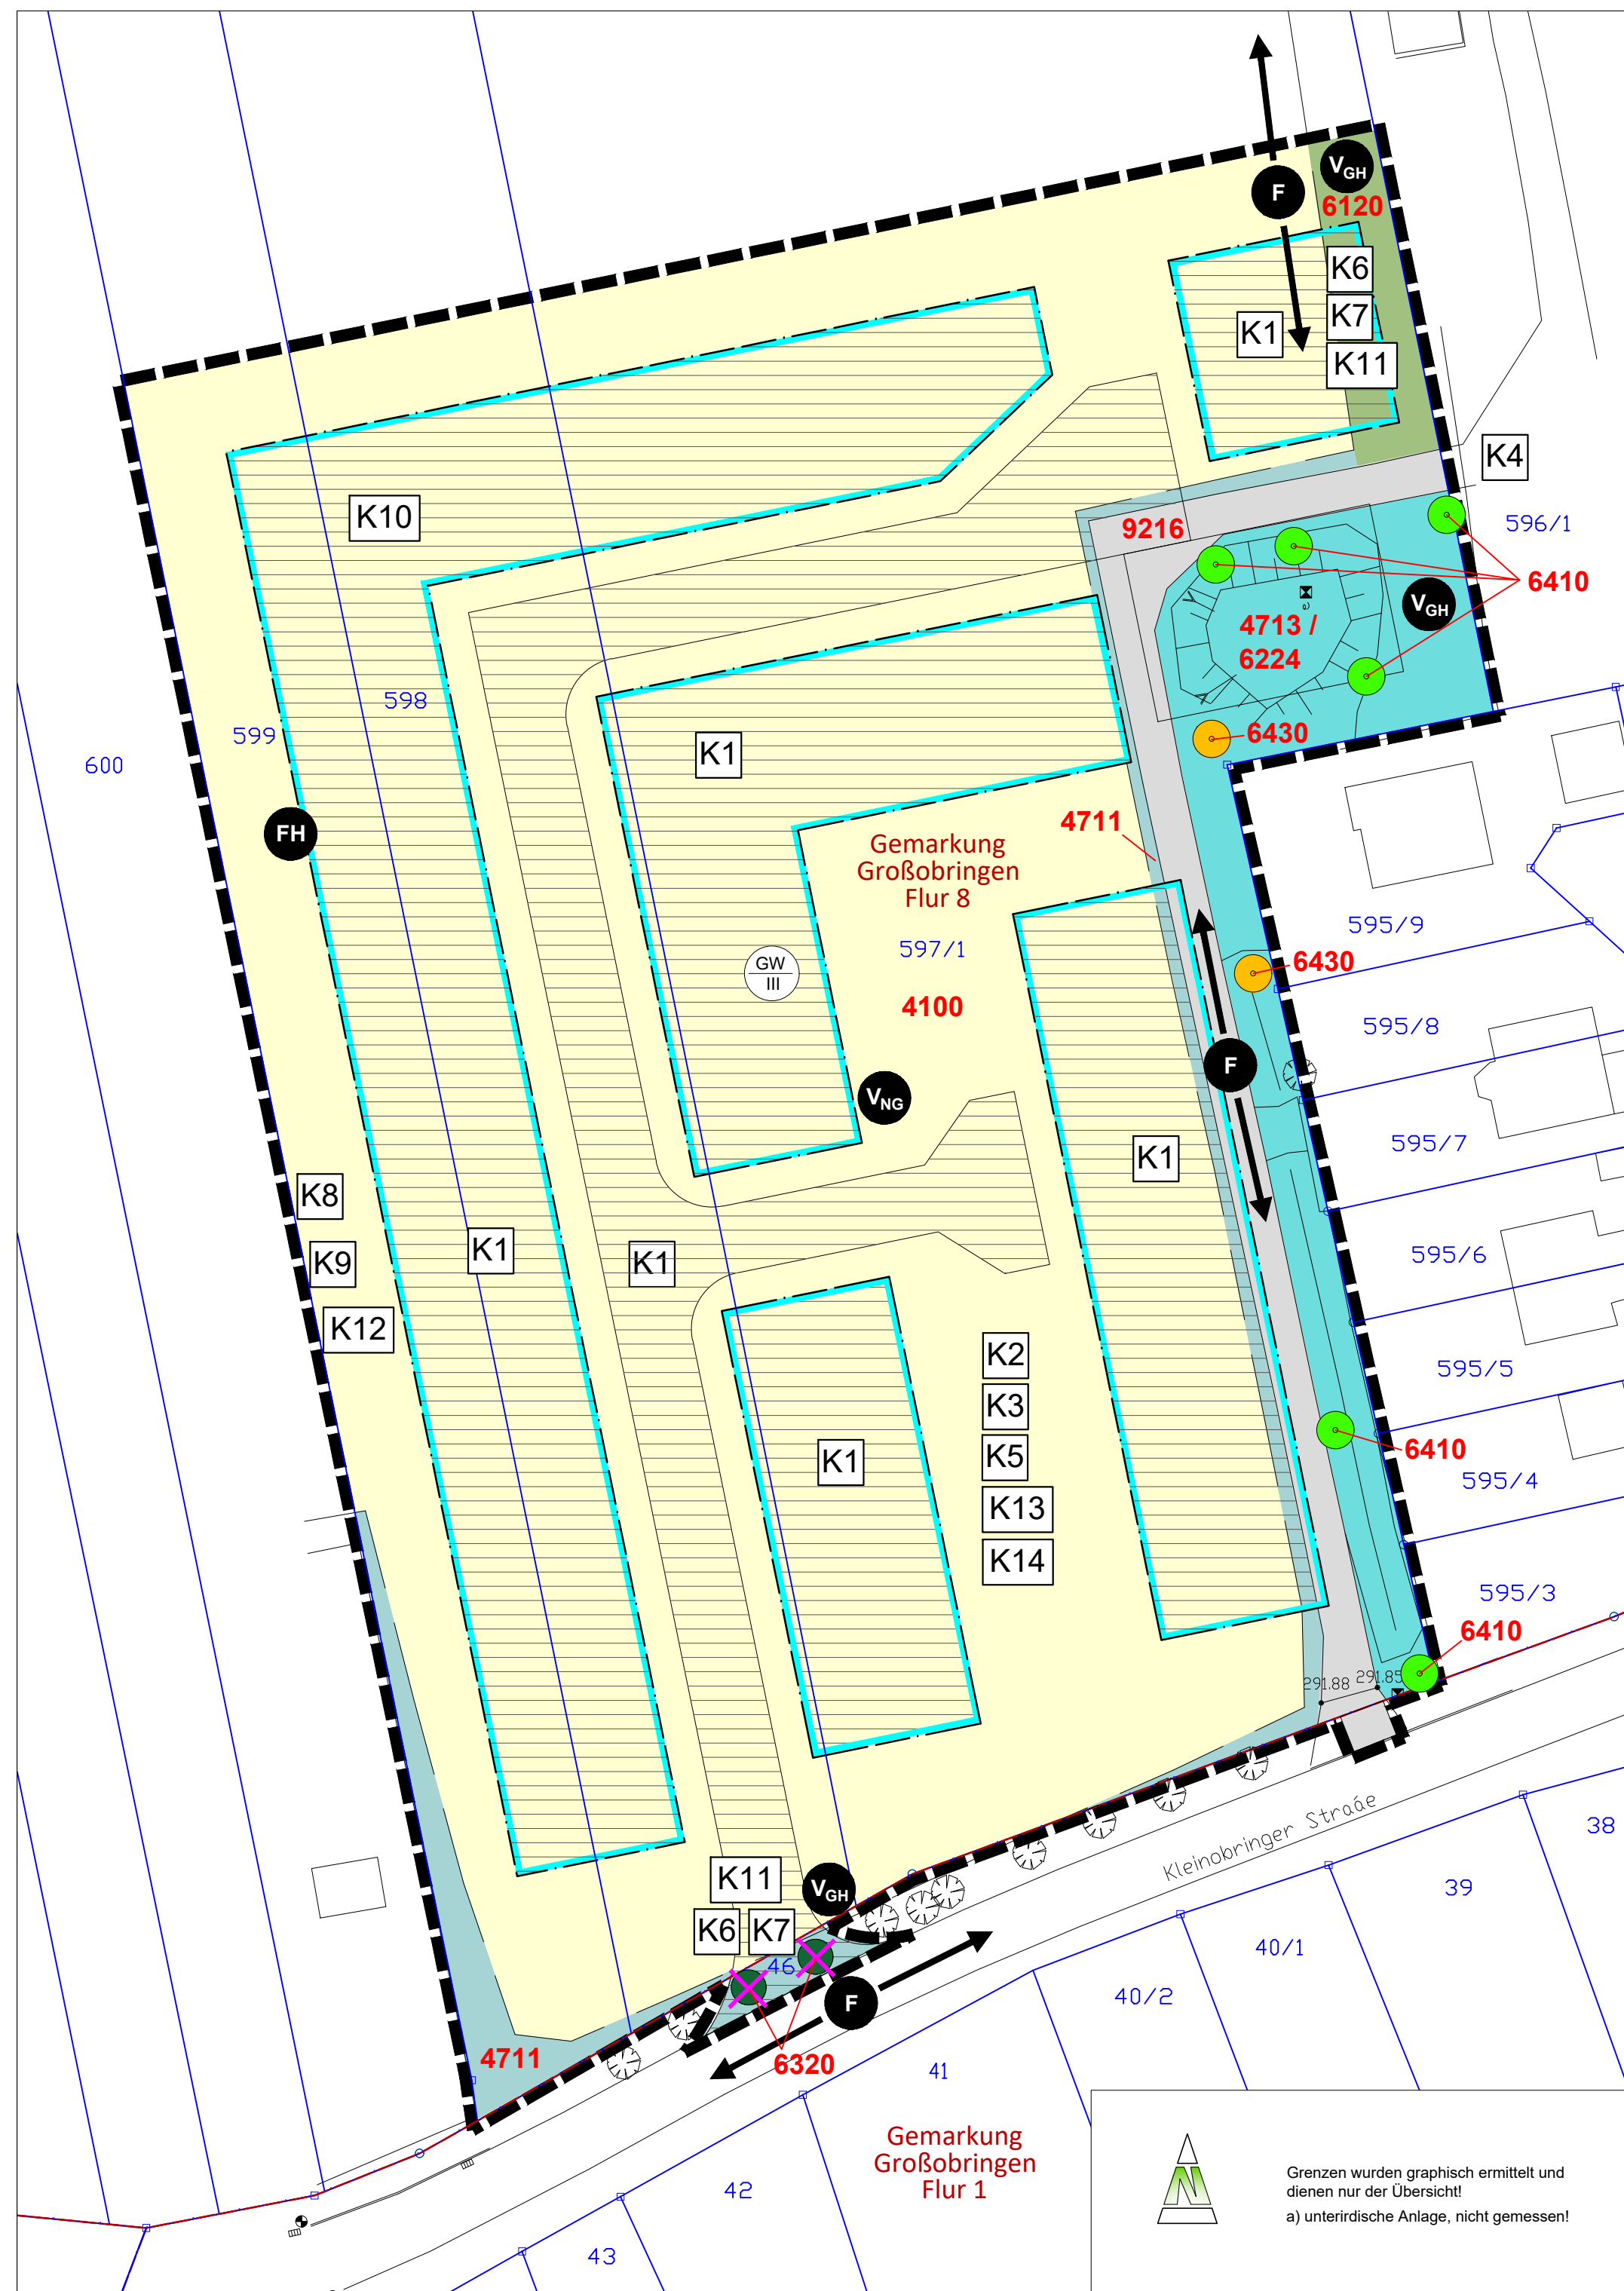 F
VGH
6120
K6
K7
K1
K11
K4
K10
9216
596/1
6410
VGH
4713 /
6224
a)
598
599
600
6430
K1
4711
FH
Gemarkung
Großobringen
Flur 8
595/9
597/1
GW
III
6430
4100
595/8
F
VNG
595/7
K1
K8
K1
K1
595/6
K9
K12
K2
595/5
K3
K5
6410
K1
595/4
K13
K14
595/3
6410
291.88
291.85
Kleinobringer Straáe
38
K11
VGH
39
K6
K7
40/1
46
F
40/2
4711
6320
41
Gemarkung
Großobringen
Flur 1
42
43
N
Grenzen wurden graphisch ermittelt und
dienen nur der Übersicht!
a) unterirdische Anlage, nicht gemessen!